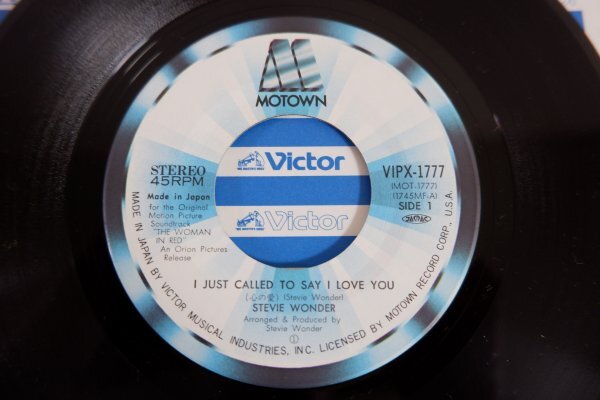 MOTOWN
STEREO
45RPM
Made in Japan
for the Original
Motion Picture
Soundtrack
"THE WOMAN
IN RED"
An Orion Pictures
Release
Victor
Victor
VIPX-1777
(MOT-1777)
(1745MF:A)
SIDE 1
I JUST CALLED TO SAY I LOVE YOU
(心の愛) (Stevie Wonder)
STEVIE WONDER
Arranged & Produced by
Stevie Wonder
①
MADE IN JAPAN BY VICTOR MUSICAL INDUSTRIES, INC. LICENSED BY MOTOWN RECORD CORP., U.S.A.